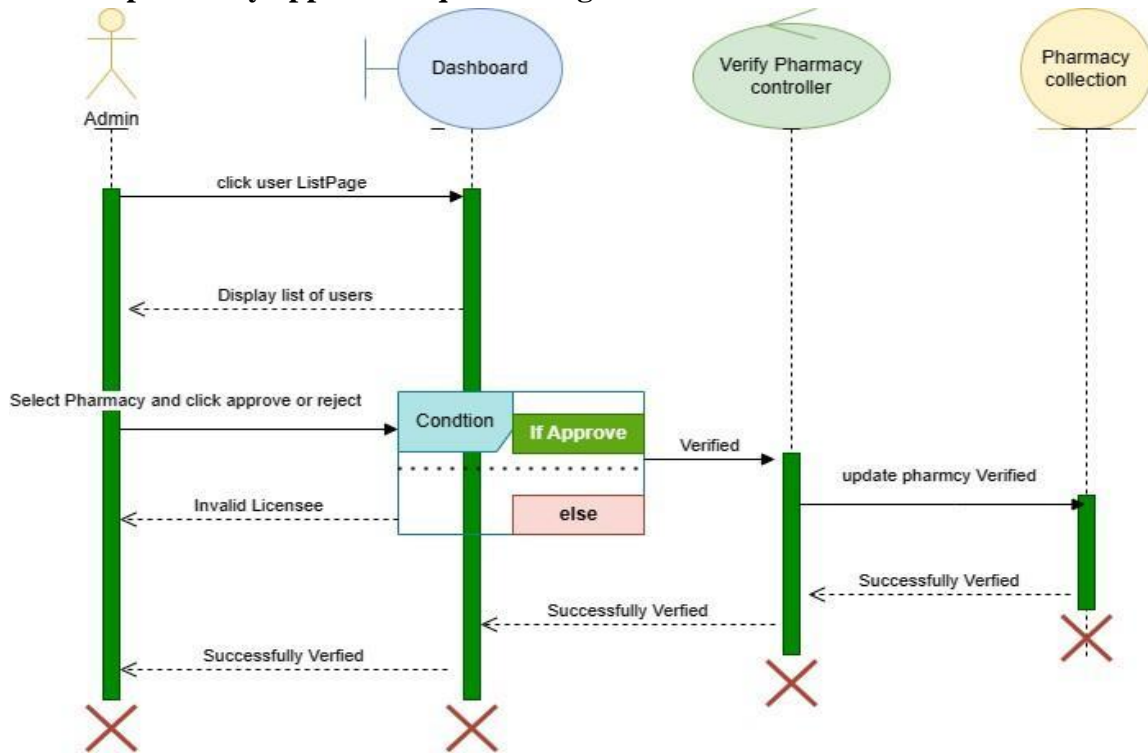 Dashboard
Verify Pharmacy
controller
Pharmacy
collection
Admin
click user ListPage
Display list of users
Select Pharmacy and click approve or reject
Condtion
If Approve
Verified
update pharmcy Verified
Invalid Licensee
else
Successfully Verfied
Successfully Verfied
Successfully Verfied